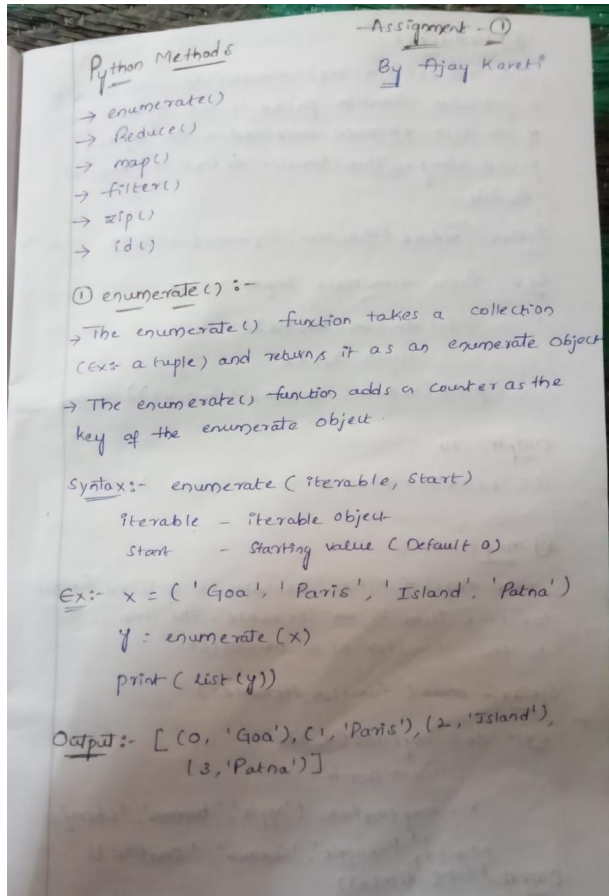 Assignment - ①
Python Methods
By Ajay Kareti
→ enumerate()
→ Reduce()
→ map()
→ filter()
→ zip()
→ id()
① enumerate() :-
→ The enumerate() function takes a collection
(Ex:- a tuple) and returns it as an enumerate object
→ The enumerate() function adds a counter as the
key of the enumerate object.
Syntax:- enumerate ( iterable, Start)
iterable - iterable object
Start - Starting value ( Default 0)
Ex:- x = ( 'Goa', 'Paris', 'Island', 'Patna')
y = enumerate (x)
print ( list (y))
Output:- [ (0, 'Goa'), (1, 'Paris'), (2, 'Island'),
(3, 'Patna')]